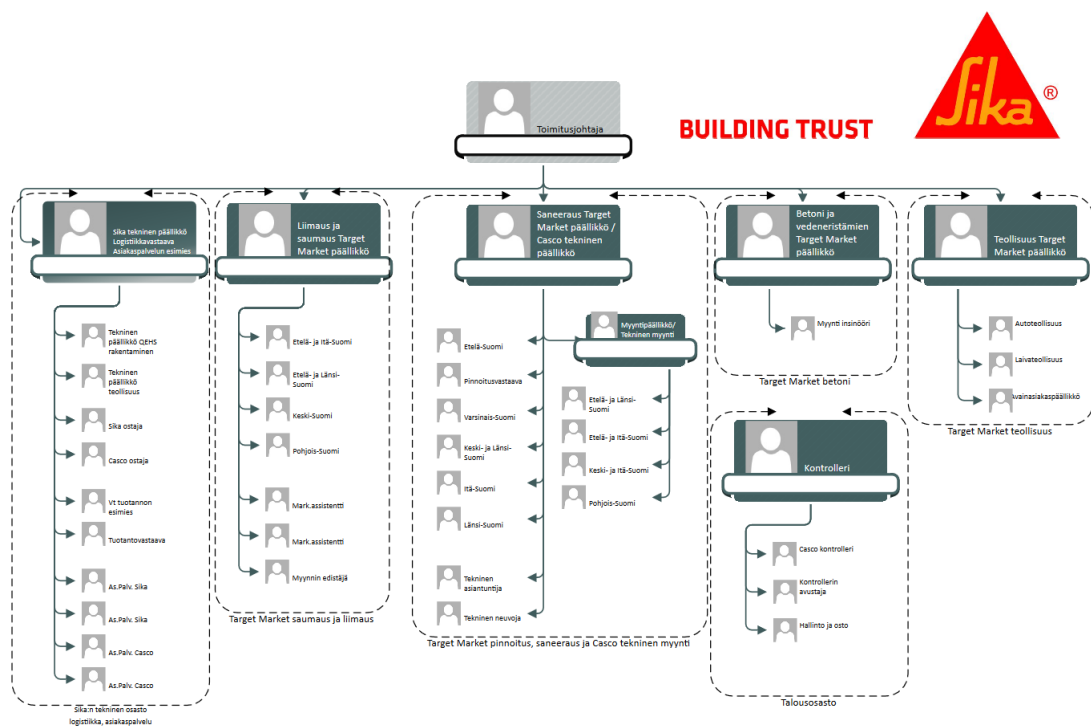 Sika
®
BUILDING TRUST
Toimitusjohtaja
Sika tekninen päällikkö
Logistiikkavastaava
Asiakaspalvelun esimies
Tekninen
päällikkö QEHS
rakentaminen
Tekninen
päällikkö
teollisuus
Sika ostaja
Casco ostaja
Vt tuotannon
esimies
Tuotantovastaava
As.Palv. Sika
As.Palv. Sika
As.Palv. Casco
As.Palv. Casco
Sika:n tekninen osasto
logistiikka, asiakaspalvelu
Liimaus ja
saumaus Target
Market päällikkö
Etelä- ja Itä-Suomi
Etelä- ja Länsi-
Suomi
Keski-Suomi
Pohjois-Suomi
Mark.assistentti
Mark.assistentti
Myynnin edistäjä
Target Market saumaus ja liimaus
Saneeraus Target
Market päällikkö /
Casco tekninen
päällikkö
Etelä-Suomi
Pinnoitusvastaava
Varsinais-Suomi
Keski- ja Länsi-
Suomi
Itä-Suomi
Länsi-Suomi
Tekninen
asiantuntija
Tekninen neuvoja
Myyntipäällikkö/
Tekninen myynti
Etelä- ja Länsi-
Suomi
Etelä- ja Itä-Suomi
Keski- ja Itä-Suomi
Pohjois-Suomi
Target Market pinnoitus, saneeraus ja Casco tekninen myynti
Betoni ja
vedeneristämien
Target Market
päällikkö
Myynti insinööri
Target Market betoni
Kontrolleri
Casco kontrolleri
Kontrollerin
avustaja
Hallinto ja osto
Talousosasto
Teollisuus Target
Market päällikkö
Autoteollisuus
Laivateollisuus
Avainasiakaspäällikkö
Target Market teollisuus